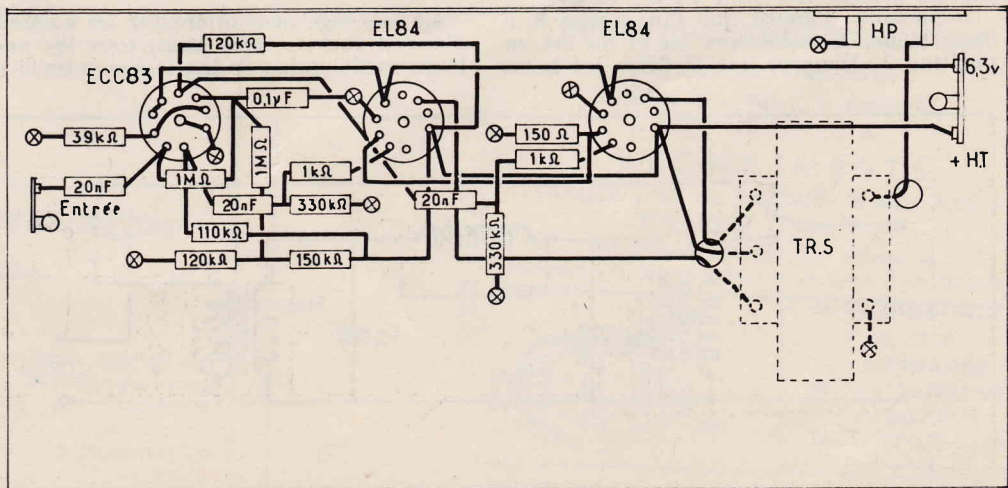 HP
120kΩ
EL84
EL84
ECC83
6,3v
0,1µF
39kΩ
150 Ω
+ H.T
1MΩ
1kΩ
1kΩ
1MΩ
20nF
Entrée
20nF
330kΩ
20nF
110kΩ
330kΩ
T R.S
120kΩ
150kΩ